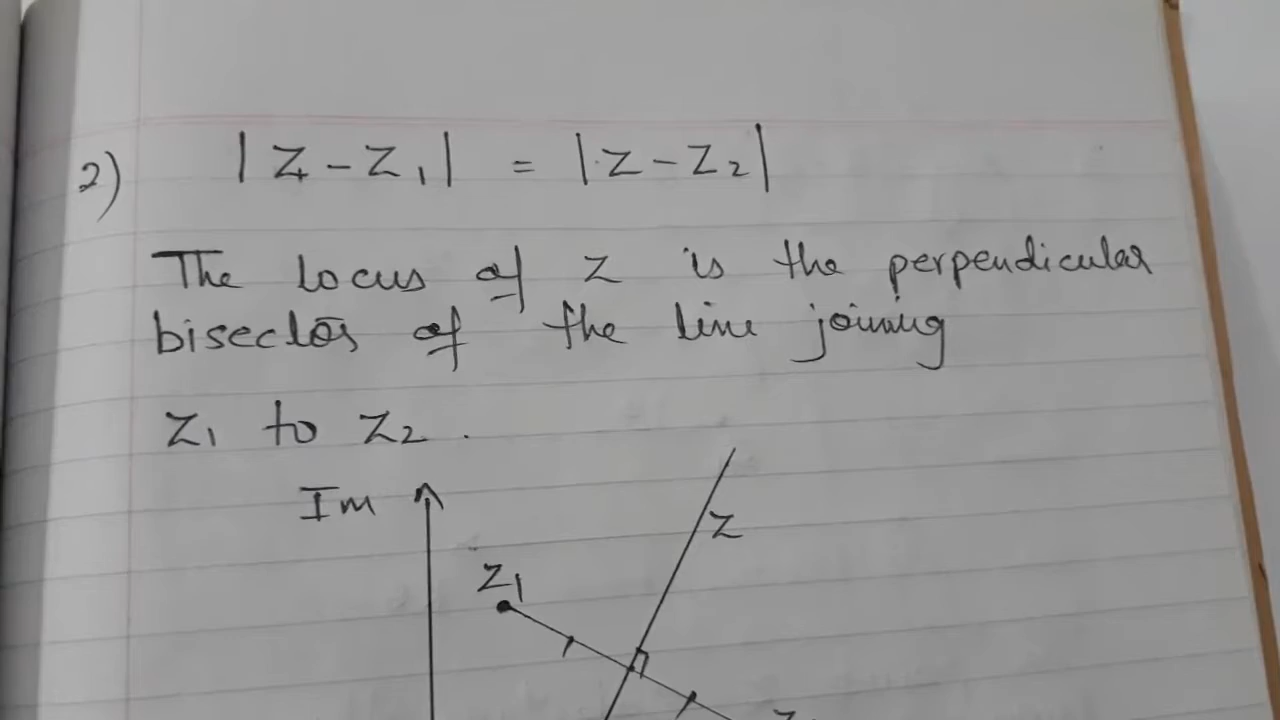 2) |Z - Z1| = |Z - Z2|
The locus of Z is the perpendicular
bisector of the line joining
Z1 to Z2.
Im
Z
Z1